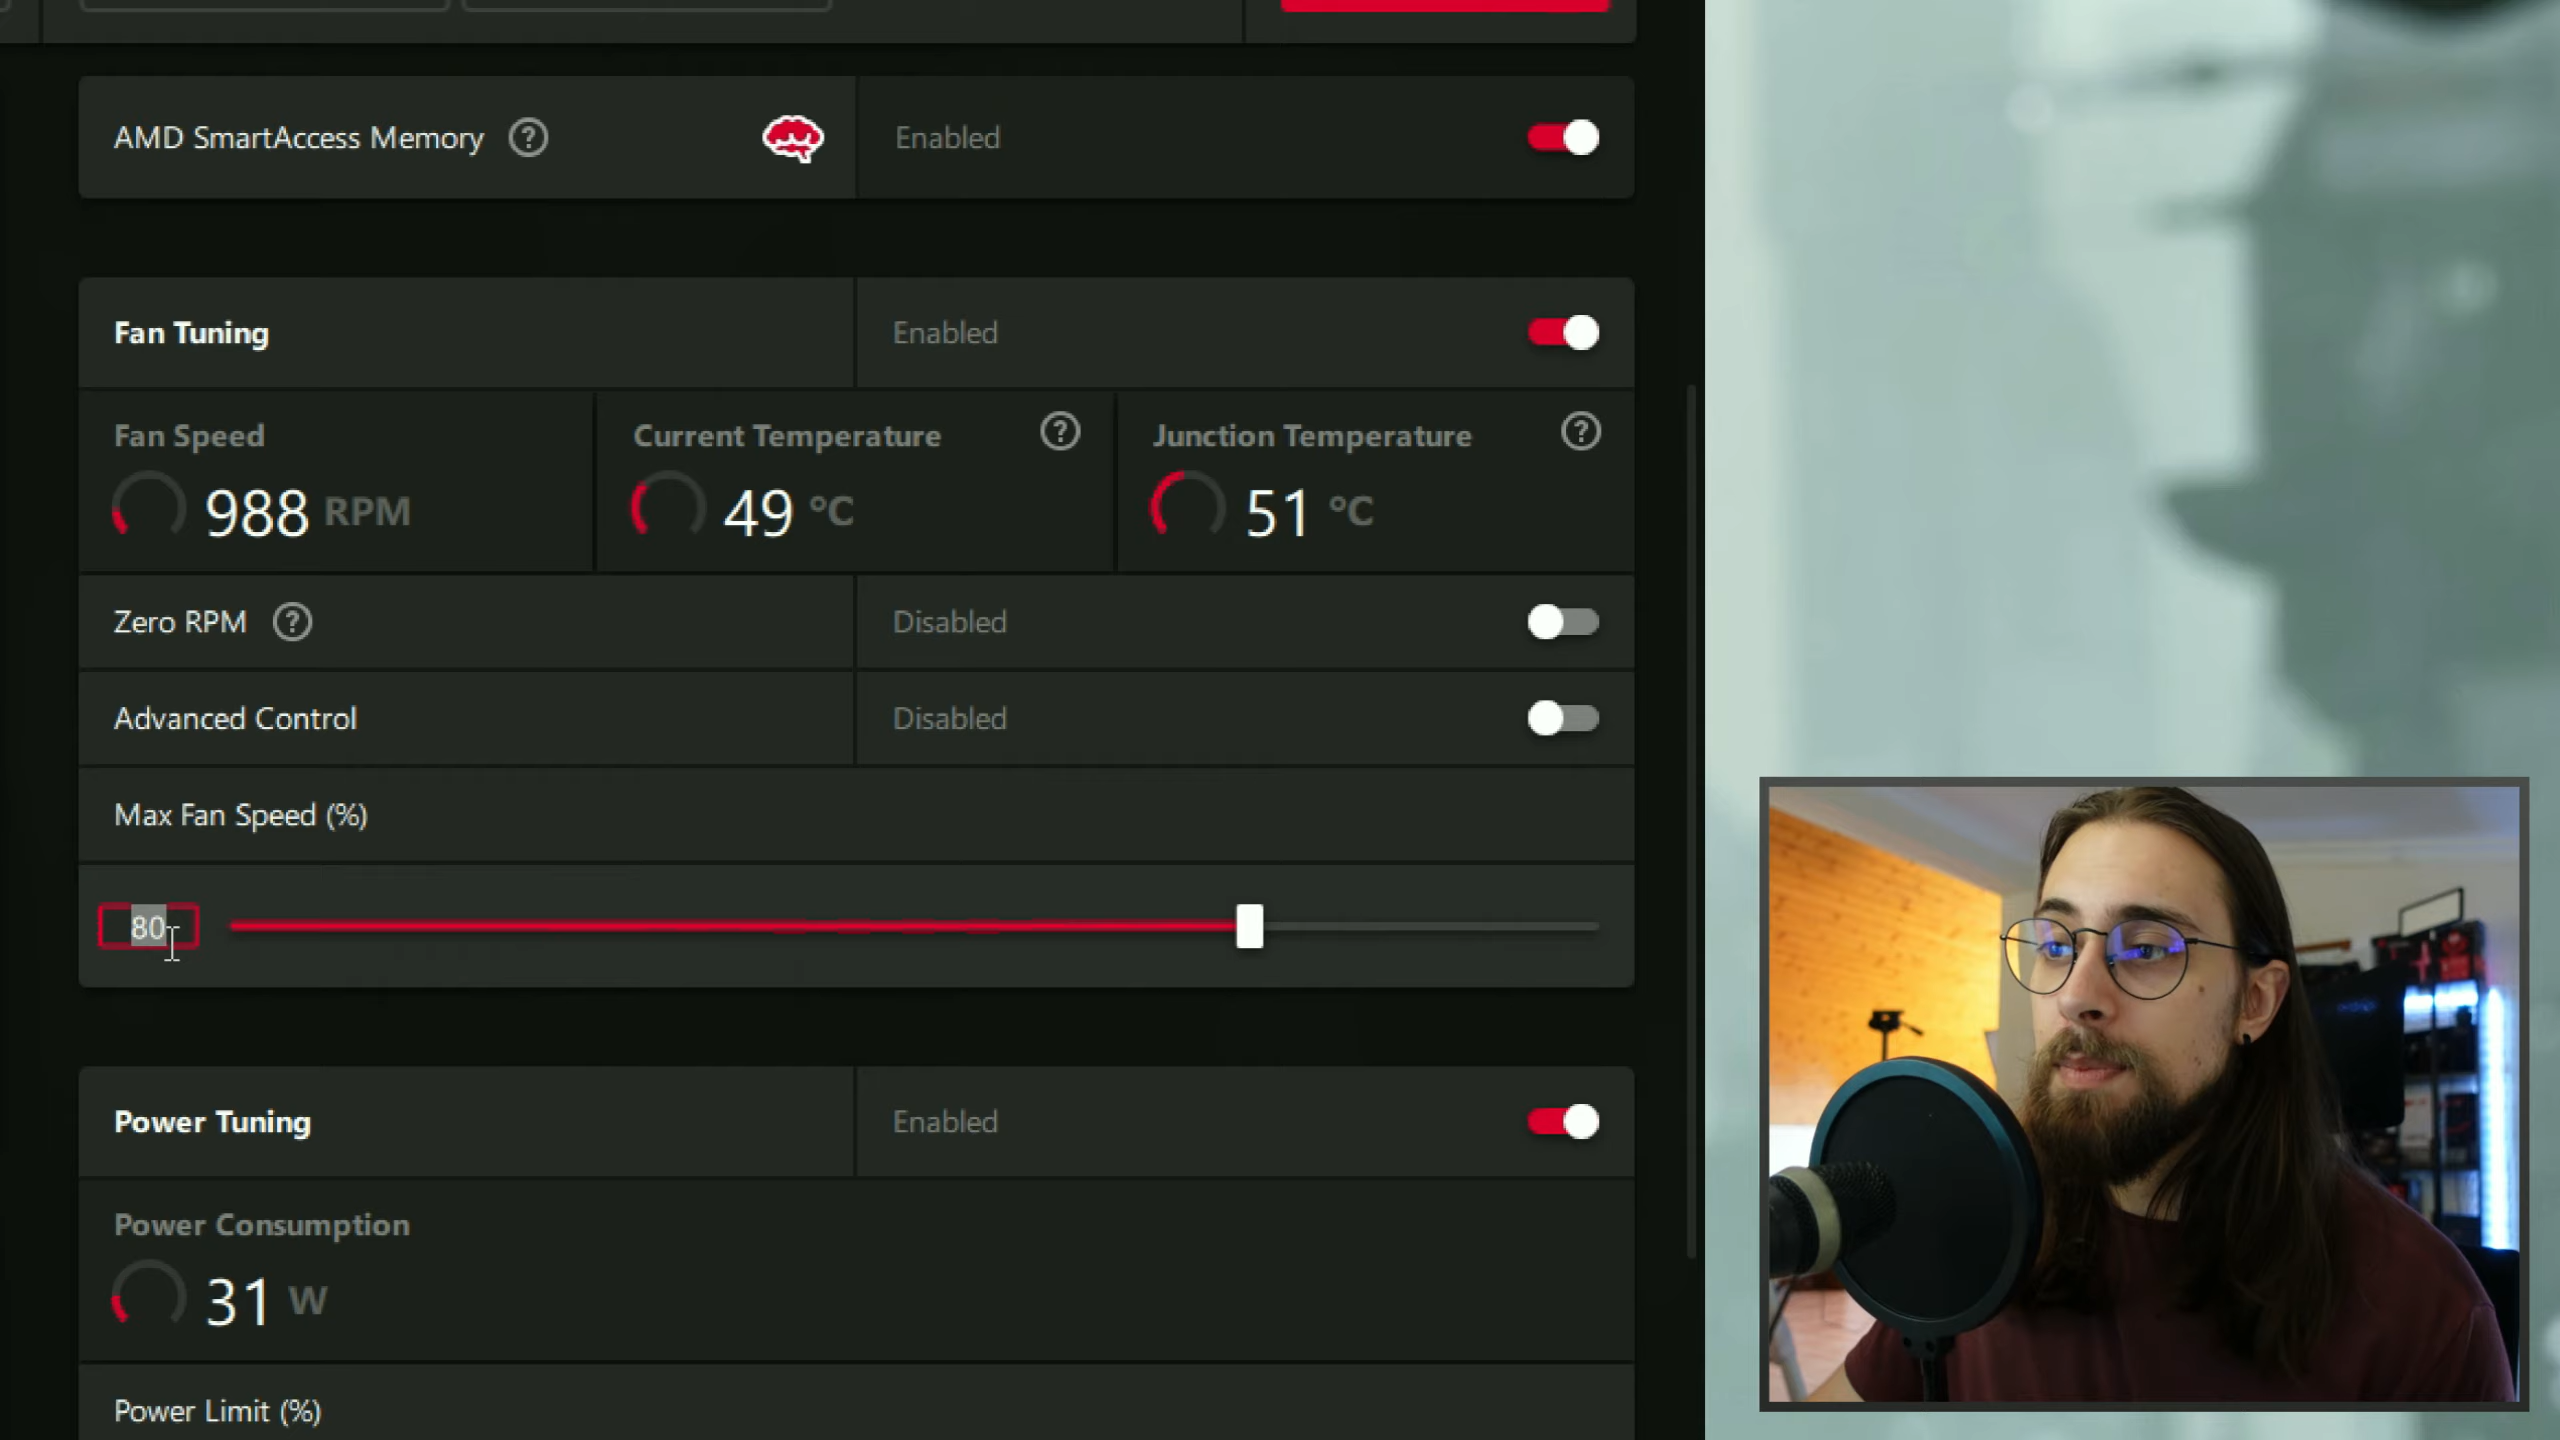 AMD SmartAccess Memory ? Enabled
Fan Tuning Enabled
Fan Speed Current Temperature ? Junction Temperature ?
988 RPM 49 °C 51 °C
Zero RPM ? Disabled
Advanced Control Disabled
Max Fan Speed (%)
80
Power Tuning Enabled
Power Consumption
31 W
Power Limit (%)